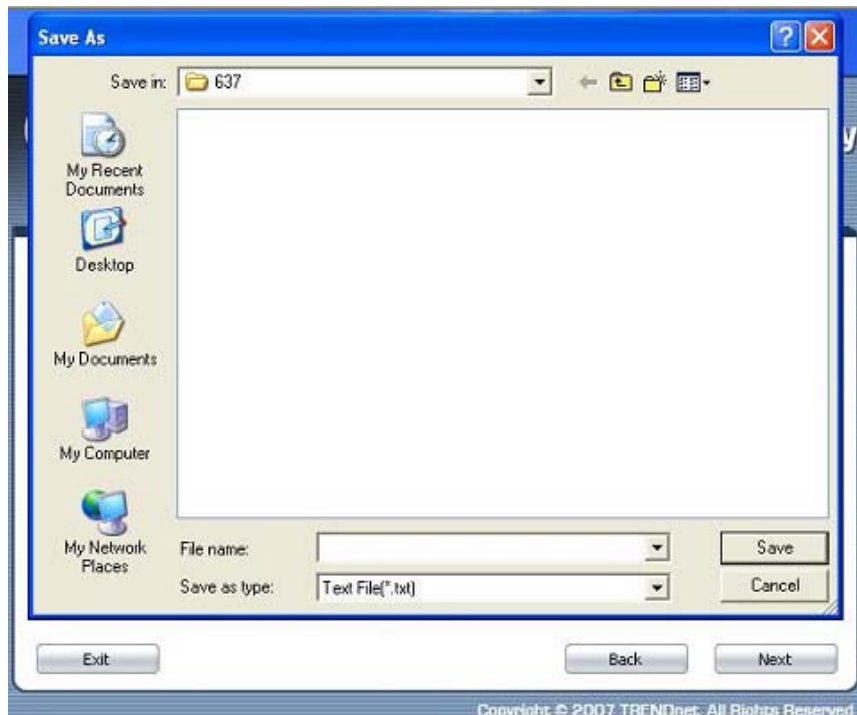 Save As
Save in: 637
y
My Recent
Documents
Desktop
My Documents
My Computer
My Network
Places
File name:
Save
Save as type: Text File(*.txt)
Cancel
Exit
Back
Next
Copyright © 2007 TRENDnet. All Rights Reserved